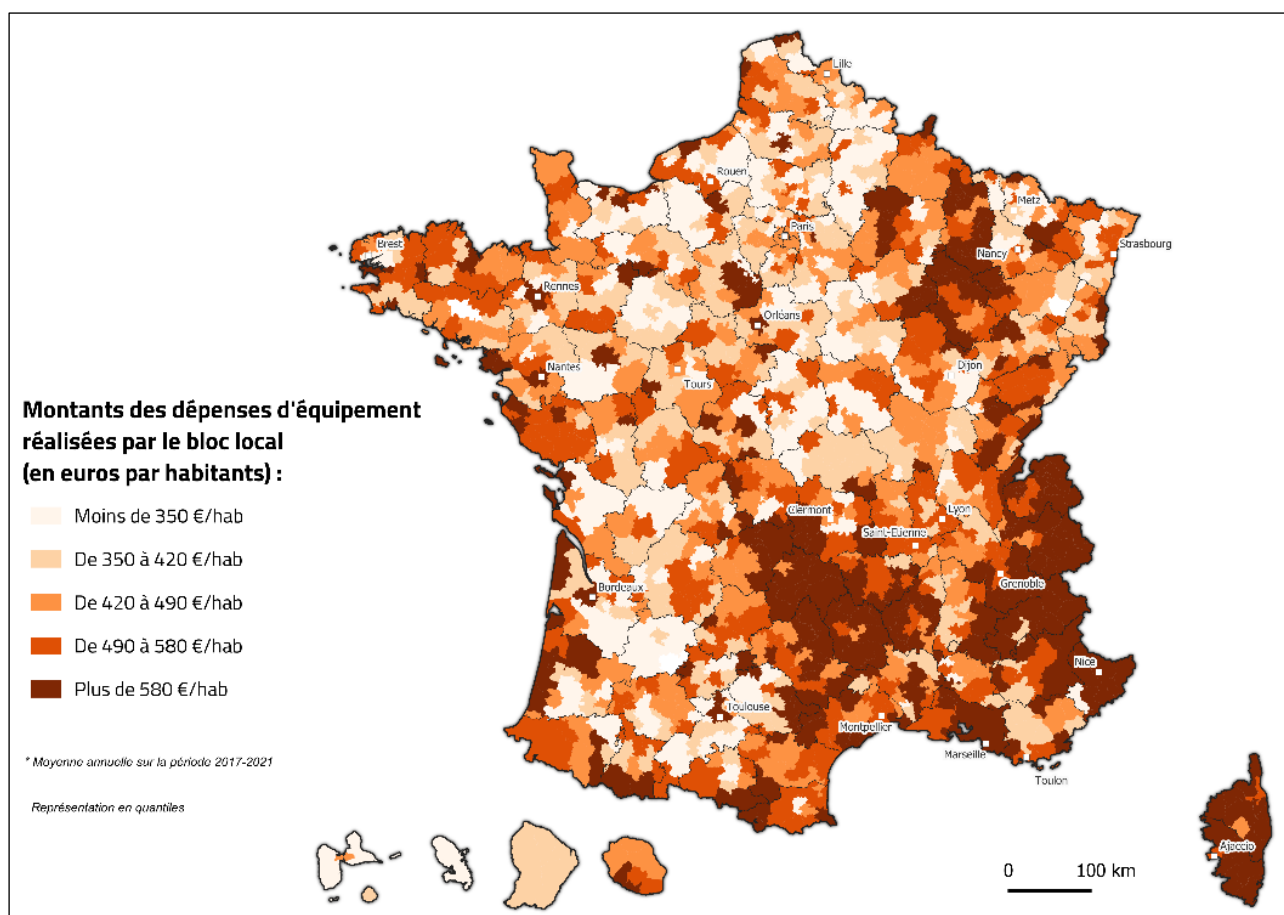 Lille
Rouen
Metz
Paris
Brest
Strasbourg
Nancy
Rennes
Orléans
Dijon
Nantes
Tours
Montants des dépenses d'équipement
réalisées par le bloc local
(en euros par habitants) :
Moins de 350 €/hab
De 350 à 420 €/hab
De 420 à 490 €/hab
De 490 à 580 €/hab
Plus de 580 €/hab
Clermont
Lyon
Saint-Etienne
Grenoble
Bordeaux
Nice
Toulouse
Montpellier
Marseille
Toulon
* Moyenne annuelle sur la période 2017-2021
Représentation en quantiles
0 100 km
Ajaccio